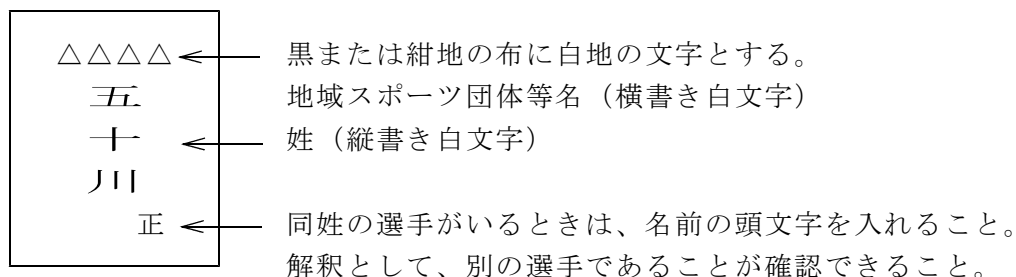 △△△△ 黒または紺地の布に白地の文字とする。
五 地域スポーツ団体等名（横書き白文字）
十 姓（縦書き白文字）
川
正 同姓の選手がいるときは、名前の頭文字を入れること。
解釈として、別の選手であることが確認できること。